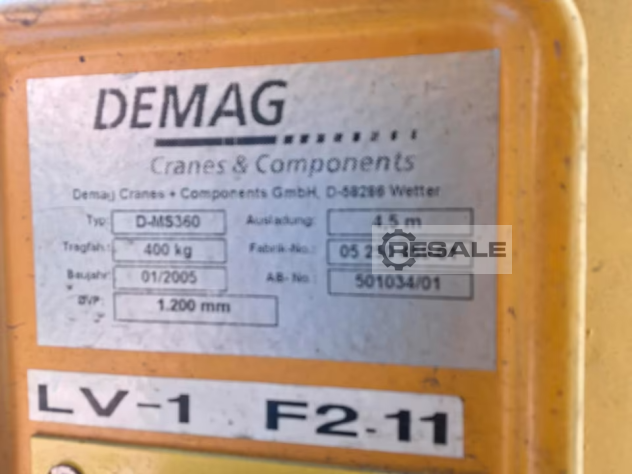 DEMAG
Cranes & Components
Demag Cranes + Components GmbH, D-58286 Wetter
Typ: D-MS360 Ausladung: 4,5 m
Tragfäh.: 400 kg Fabrik-No.: 05
Baujahr: 01/2005 AB-No.: 501034/01
ØVP: 1.200 mm
RESALE
LV-1 F2.11